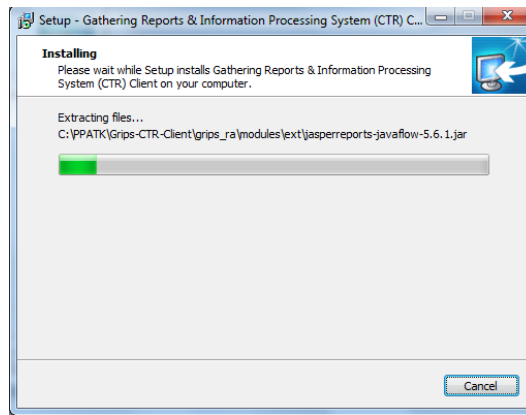 Setup - Gathering Reports & Information Processing System (CTR) C...
Installing
Please wait while Setup installs Gathering Reports & Information Processing
System (CTR) Client on your computer.
Extracting files...
C:\PPATK\Grips-CTR-Client\grips_ra\modules\ext\jasperreports-javaflow-5.6.1.jar
Cancel